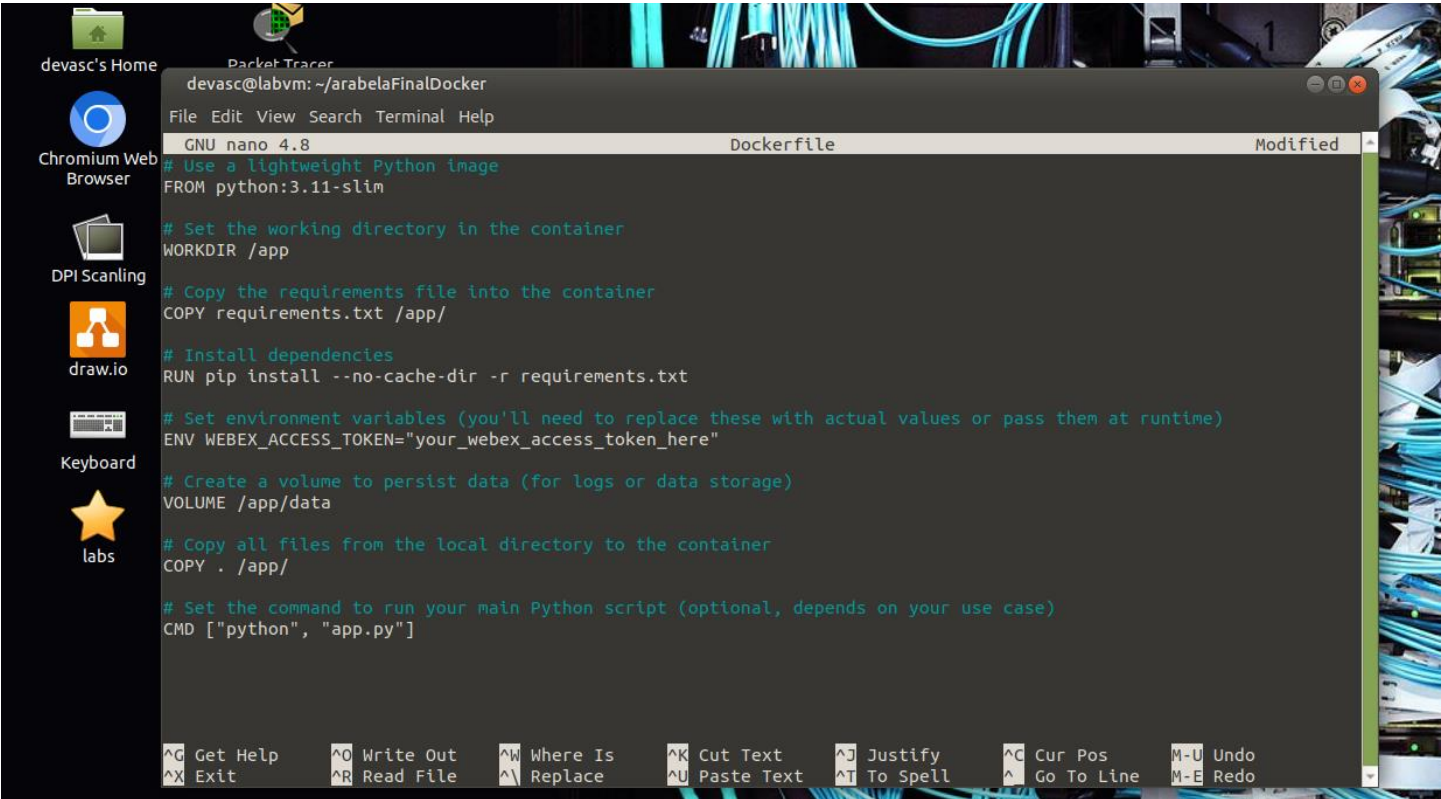 devasc's Home
Packet Tracer
Chromium Web
Browser
DPI Scanling
draw.io
Keyboard
labs
devasc@labvm: ~/arabelaFinalDocker
File Edit View Search Terminal Help
GNU nano 4.8 Dockerfile Modified
# Use a lightweight Python image
FROM python:3.11-slim
# Set the working directory in the container
WORKDIR /app
# Copy the requirements file into the container
COPY requirements.txt /app/
# Install dependencies
RUN pip install --no-cache-dir -r requirements.txt
# Set environment variables (you'll need to replace these with actual values or pass them at runtime)
ENV WEBEX_ACCESS_TOKEN="your_webex_access_token_here"
# Create a volume to persist data (for logs or data storage)
VOLUME /app/data
# Copy all files from the local directory to the container
COPY . /app/
# Set the command to run your main Python script (optional, depends on your use case)
CMD ["python", "app.py"]
^G Get Help ^O Write Out ^W Where Is ^K Cut Text ^J Justify ^C Cur Pos M-U Undo
^X Exit ^R Read File ^\ Replace ^U Paste Text ^T To Spell ^_ Go To Line M-E Redo